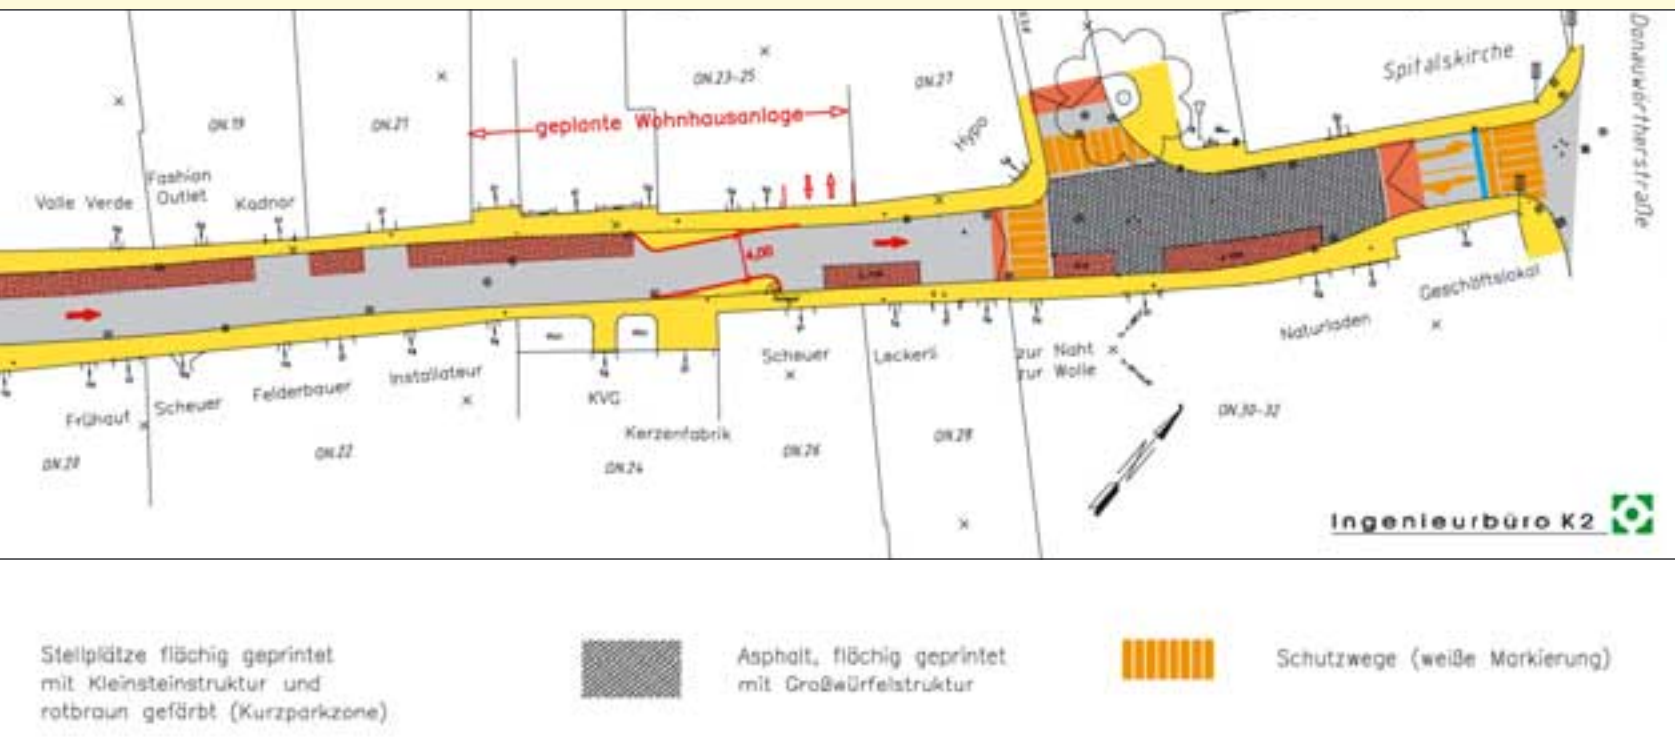 Donauwörtherstraße
Spitalskirche
ON.23-25
ON.27
ON.19
ON.21
geplante Wohnhausanlage
Hypo
Fashion
Outlet
Valle Verde
Kadnar
4,00
Geschäftslokal
Naturladen
zur Naht
zur Wolle
Scheuer
Leckerli
Installateur
Felderbauer
Scheuer
Frühaut
KVG
Kerzenfabrik
ON.30-32
ON.28
ON.26
ON.24
ON.22
ON.20
Ingenieurbüro K2
Stellplätze flächig geprintet
mit Kleinsteinstruktur und
rotbraun gefärbt (Kurzparkzone)
Asphalt, flächig geprintet
mit Großwürfelstruktur
Schutzwege (weiße Markierung)